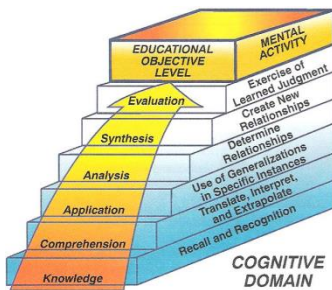 EDUCATIONAL
OBJECTIVE
LEVEL
MENTAL
ACTIVITY
Evaluation
Exercise of
Learned Judgment
Synthesis
Create New
Relationships
Analysis
Determine
Relationships
Application
Use of Generalizations
in Specific Instances
Comprehension
Translate, Interpret,
and Extrapolate
Knowledge
Recall and Recognition
COGNITIVE
DOMAIN